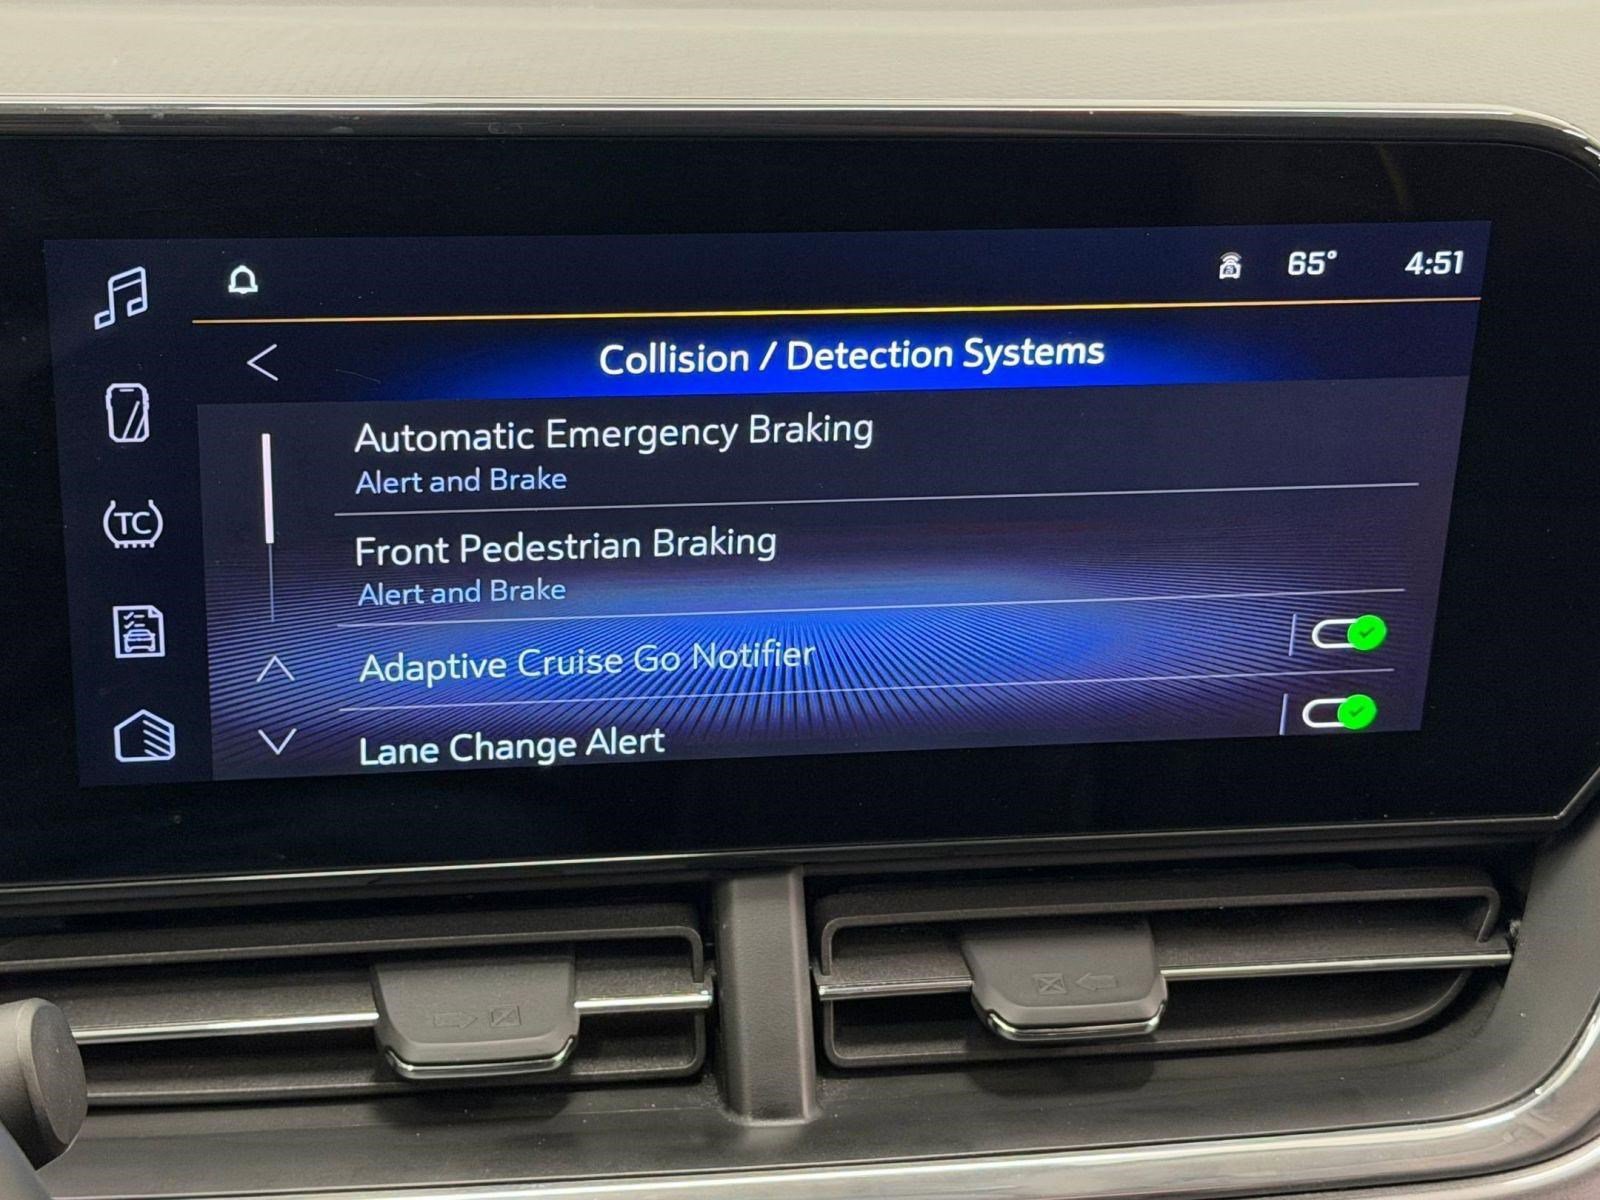 65° 4:51
Collision / Detection Systems
Automatic Emergency Braking
Alert and Brake
Front Pedestrian Braking
Alert and Brake
TC
Adaptive Cruise Go Notifier
Lane Change Alert